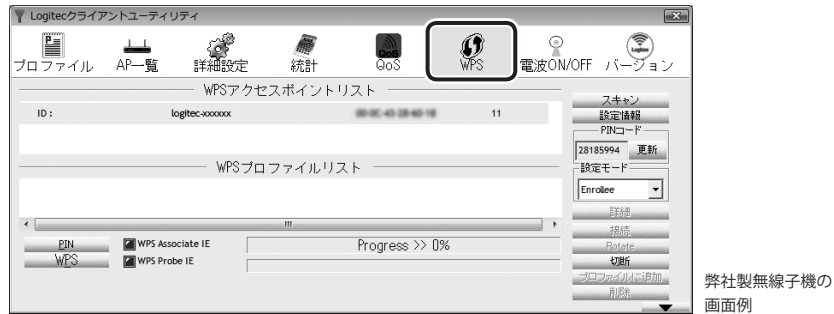 Logitecクライアントユーティリティ
プロファイル AP一覧 詳細設定 統計 QoS WPS 電波ON/OFF バージョン
WPSアクセスポイントリスト
ID : logitec-xxxxxx 11
WPSプロファイルリスト
PIN WPS Associate IE Progress >> 0%
WPS WPS Probe IE
スキャン
設定情報
PINコード
28185994 更新
設定モード
Enrollee
詳細
接続
Rotate
切断
プロファイルに追加
削除
弊社製無線子機の
画面例